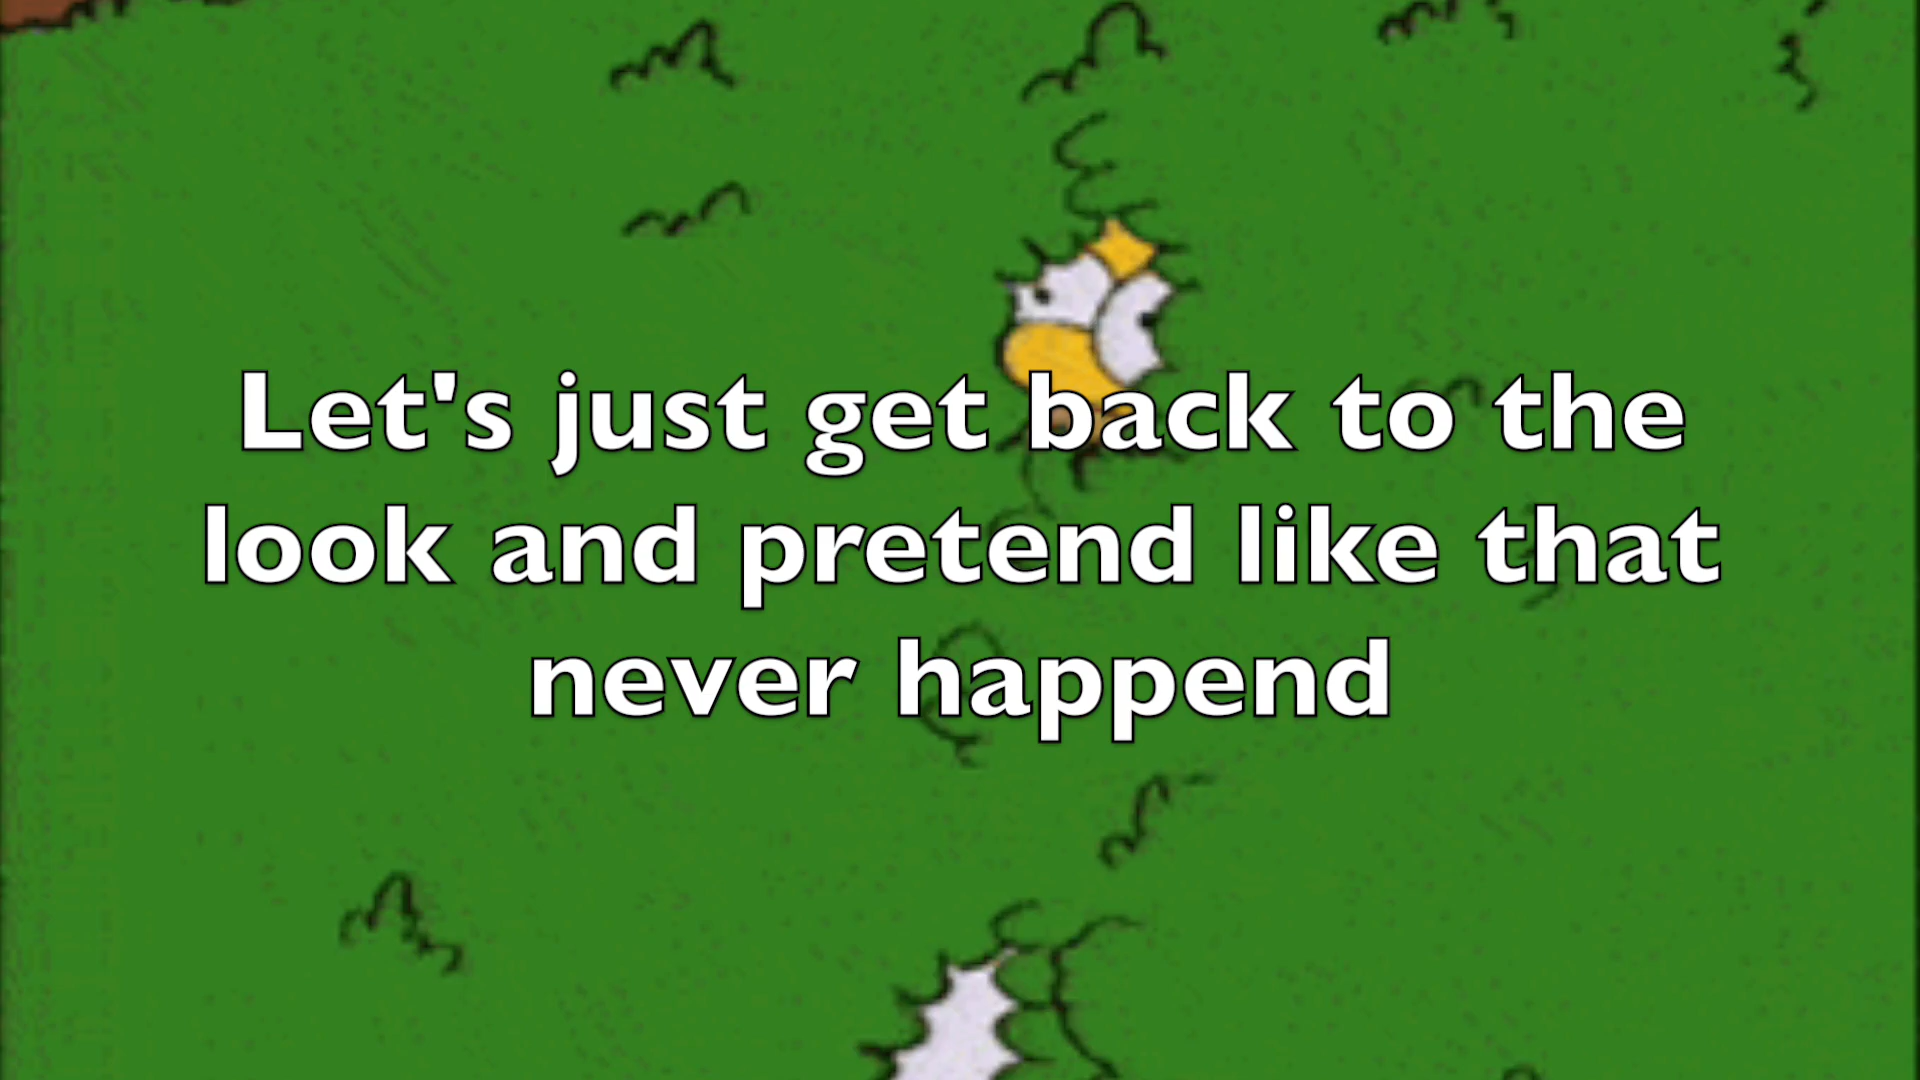 Let's just get back to the
look and pretend like that
never happend